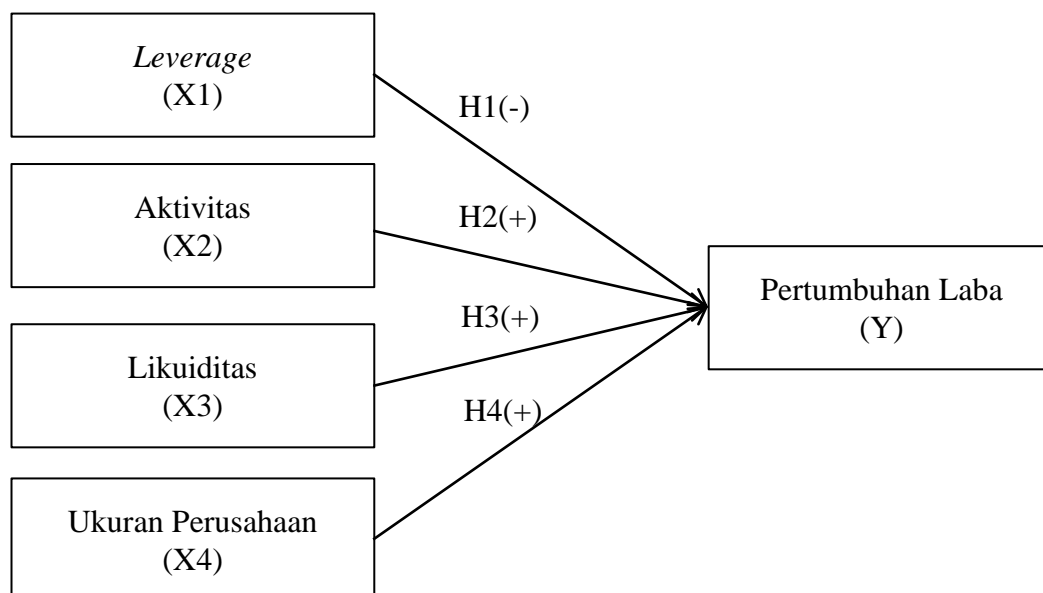 Leverage
(X1)
H1(-)
Aktivitas
(X2)
H2(+)
Pertumbuhan Laba
(Y)
H3(+)
Likuiditas
(X3)
H4(+)
Ukuran Perusahaan
(X4)